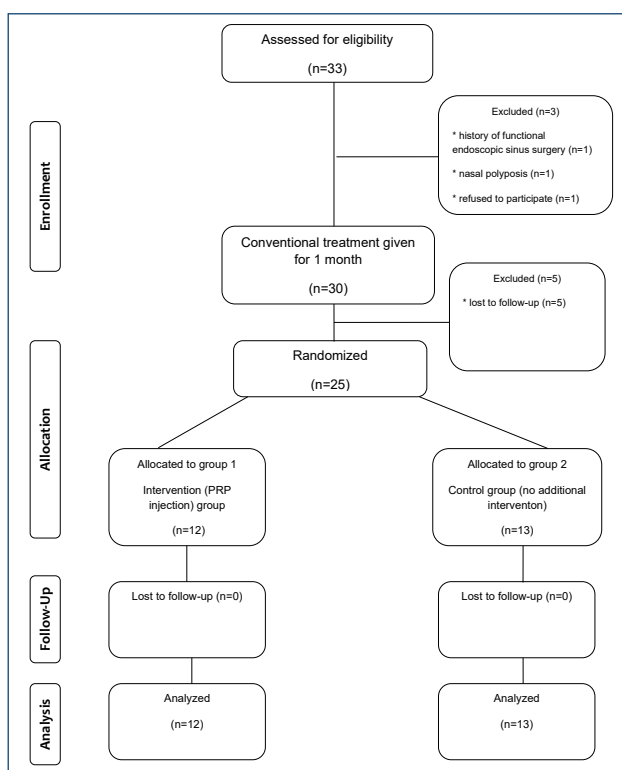 Assessed for eligibility
(n=33)
Excluded (n=3)
* history of functional
endoscopic sinus surgery (n=1)
* nasal polyposis (n=1)
* refused to participate (n=1)
Enrollment
Conventional treatment given
for 1 month
(n=30)
Excluded (n=5)
* lost to follow-up (n=5)
Randomized
(n=25)
Allocation
Allocated to group 1
Intervention (PRP
injection) group
(n=12)
Allocated to group 2
Control group (no additional
interventon)
(n=13)
Follow-Up
Lost to follow-up (n=0)
Lost to follow-up (n=0)
Analysis
Analyzed
(n=12)
Analyzed
(n=13)